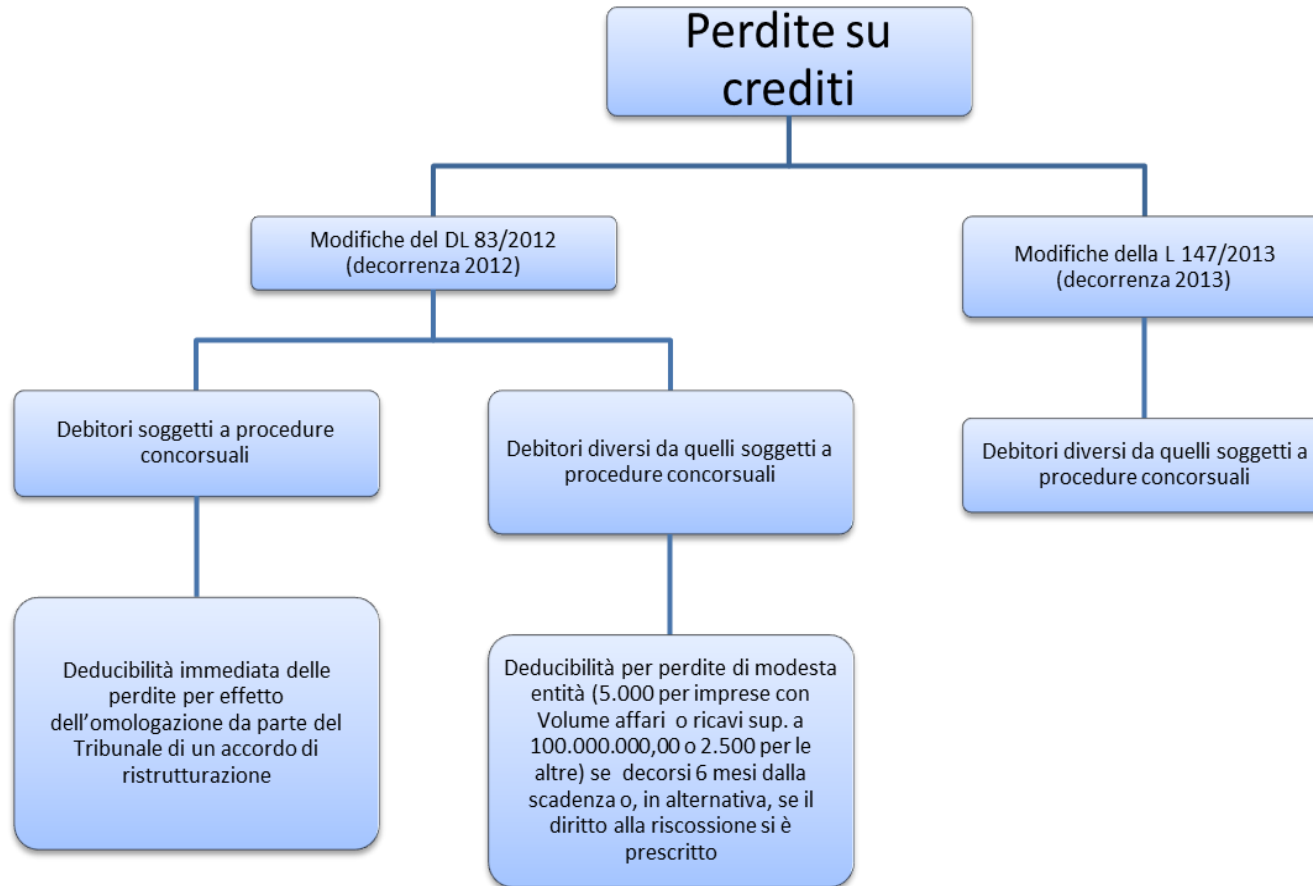 Perdite su
crediti
Modifiche del DL 83/2012
(decorrenza 2012)
Modifiche della L 147/2013
(decorrenza 2013)
Debitori soggetti a procedure
concorsuali
Debitori diversi da quelli soggetti a
procedure concorsuali
Debitori diversi da quelli soggetti a
procedure concorsuali
Deducibilità immediata delle
perdite per effetto
dell’omologazione da parte del
Tribunale di un accordo di
ristrutturazione
Deducibilità per perdite di modesta
entità (5.000 per imprese con
Volume affari o ricavi sup. a
100.000.000,00 o 2.500 per le
altre) se decorsi 6 mesi dalla
scadenza o, in alternativa, se il
diritto alla riscossione si è
prescritto